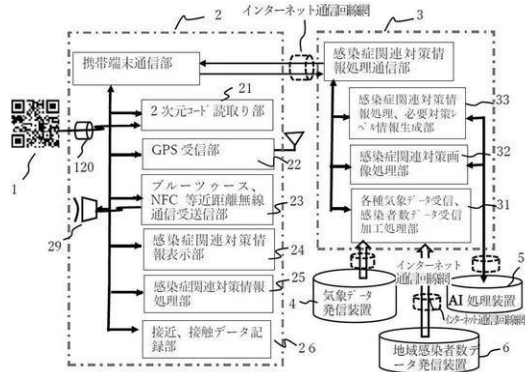 インターネット通信回線網
2
3
携帯端末通信部
感染症関連対策情
報処理通信部
21
2次元コード読取り部
120
1
GPS 受信部
22
ブルーツゥース、
NFC 等近距離無線
通信受送信部
23
29
感染症関連対策情
報表示部
24
25
感染症関連対策情報
処理部
接近、接触データ記
録部
26
感染症関連対策情
報処理、必要対策レ
ベル情報生成部
33
感染症関連対策画
像処理部
32
各種気象データ受信、
感染者数データ受信
加工処理部
31
インターネット
通信回線網
5
AI 処理装置
気象データ
発信装置
4
インターネット通信回線網
地域感染者数デ
ータ発信装置
6